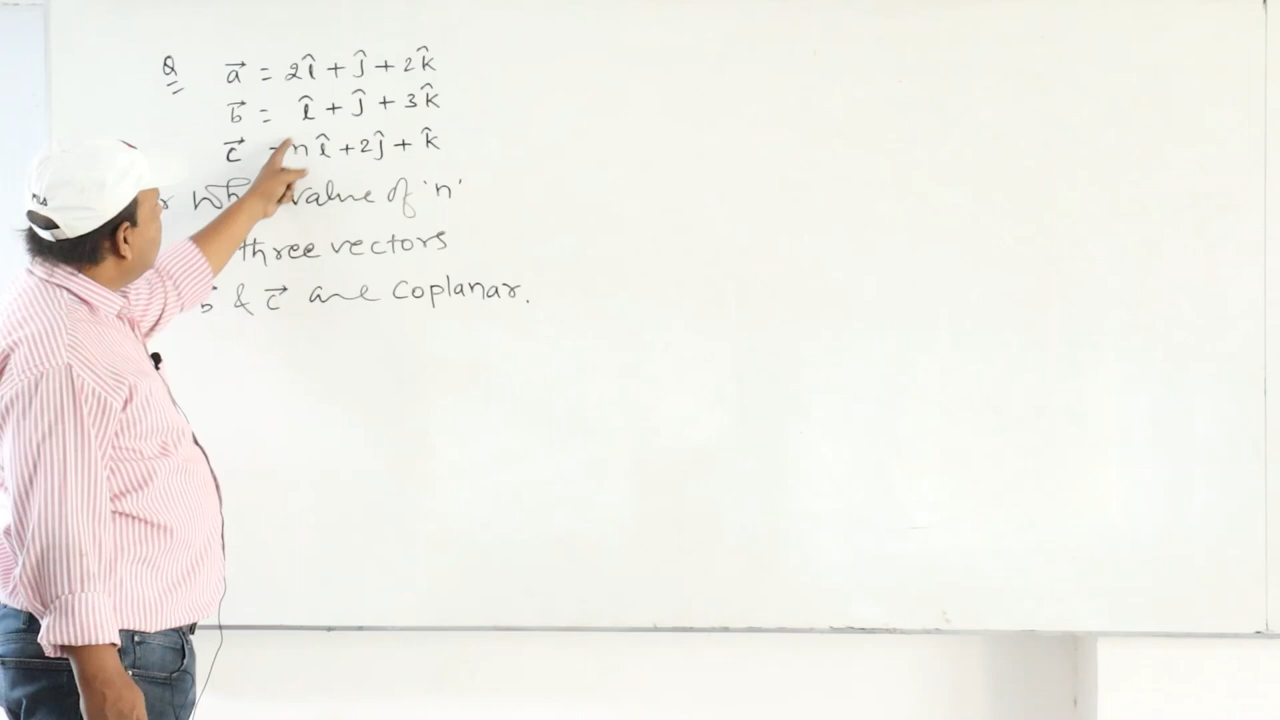 Q a⃗ = 2î + ĵ + 2k̂
b⃗ = î + ĵ + 3k̂
c⃗ = nî + 2ĵ + k̂
value of 'n'
three vectors
& c⃗ are coplanar.